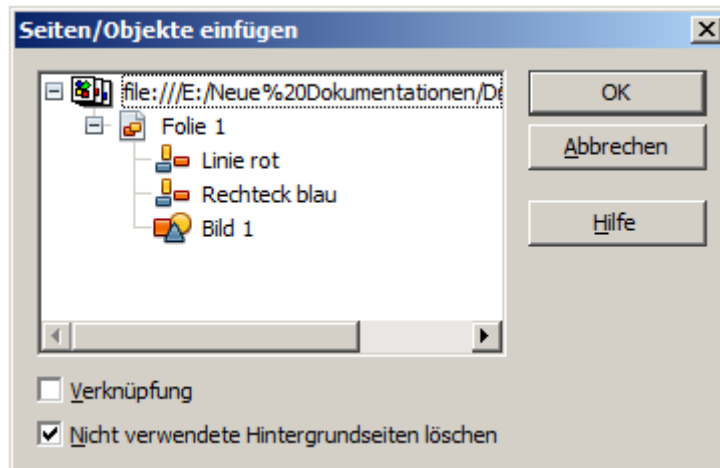 Seiten/Objekte einfügen
file:///E:/Neue%20Dokumentationen/
OK
Folie 1
Abbrechen
Linie rot
Rechteck blau
Hilfe
Bild 1
Verknüpfung
Nicht verwendete Hintergrundseiten löschen